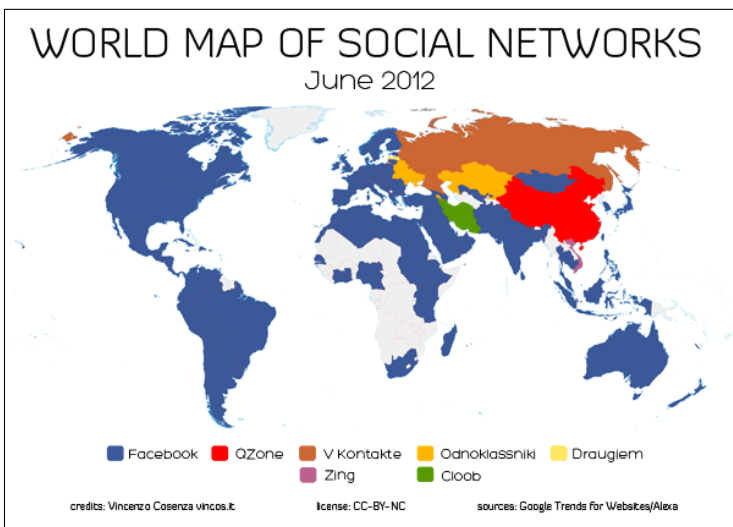 WORLD MAP OF SOCIAL NETWORKS
June 2012
Facebook QZone V Kontakte Odnoklassniki Draugiem
Zing Cloob
credits: Vincenzo Cosenza vincos.it license: CC-BY-NC sources: Google Trends for Websites/Alexa